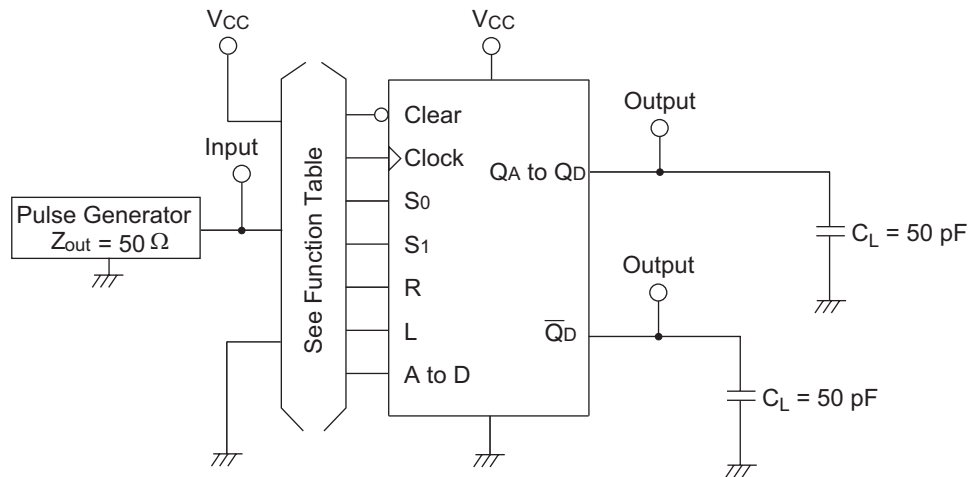 VCC
VCC
Input
Pulse Generator
Zout = 50 Ω
See Function Table
Clear
Clock
S0
S1
R
L
A to D
QA to QD
Q̅D
Output
CL = 50 pF
Output
CL = 50 pF